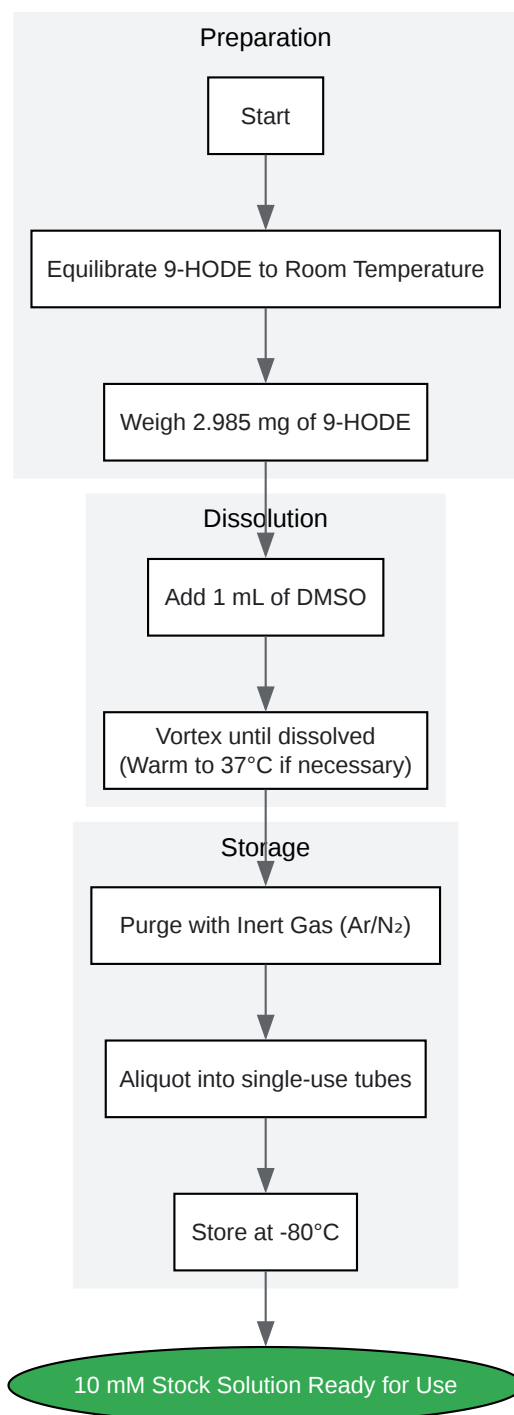 Preparation
Start
Equilibrate 9-HODE to Room Temperature
Weigh 2.985 mg of 9-HODE
Dissolution
Add 1 mL of DMSO
Vortex until dissolved
(Warm to 37°C if necessary)
Storage
Purge with Inert Gas (Ar/N₂)
Aliquot into single-use tubes
Store at -80°C
10 mM Stock Solution Ready for Use